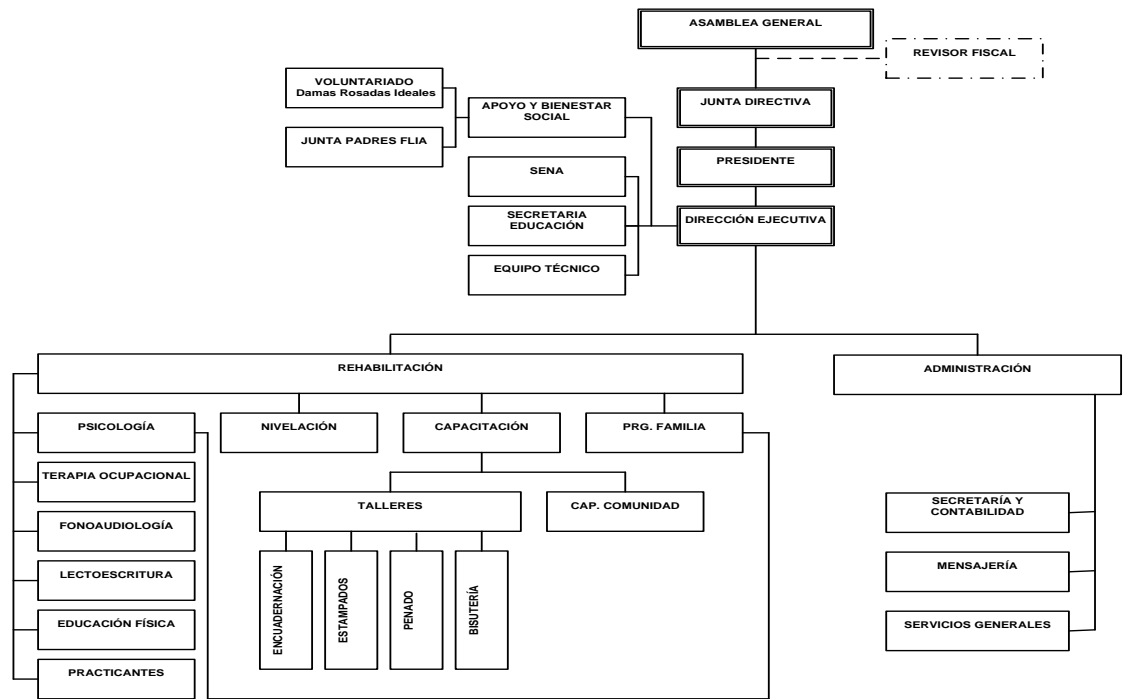 ASAMBLEA GENERAL
REVISOR FISCAL
VOLUNTARIADO
Damas Rosadas Ideales
APOYO Y BIENESTAR
SOCIAL
JUNTA DIRECTIVA
JUNTA PADRES FLIA
PRESIDENTE
SENA
SECRETARIA
EDUCACIÓN
DIRECCIÓN EJECUTIVA
EQUIPO TÉCNICO
REHABILITACIÓN
ADMINISTRACIÓN
PSICOLOGÍA
NIVELACIÓN
CAPACITACIÓN
PRG. FAMILIA
TERAPIA OCUPACIONAL
TALLERES
CAP. COMUNIDAD
SECRETARÍA Y
CONTABILIDAD
FONOAUDIOLOGÍA
ENCUADERNACIÓN
ESTAMPADOS
PENADO
BISUTERÍA
LECTOESCRITURA
MENSAJERÍA
EDUCACIÓN FÍSICA
SERVICIOS GENERALES
PRACTICANTES